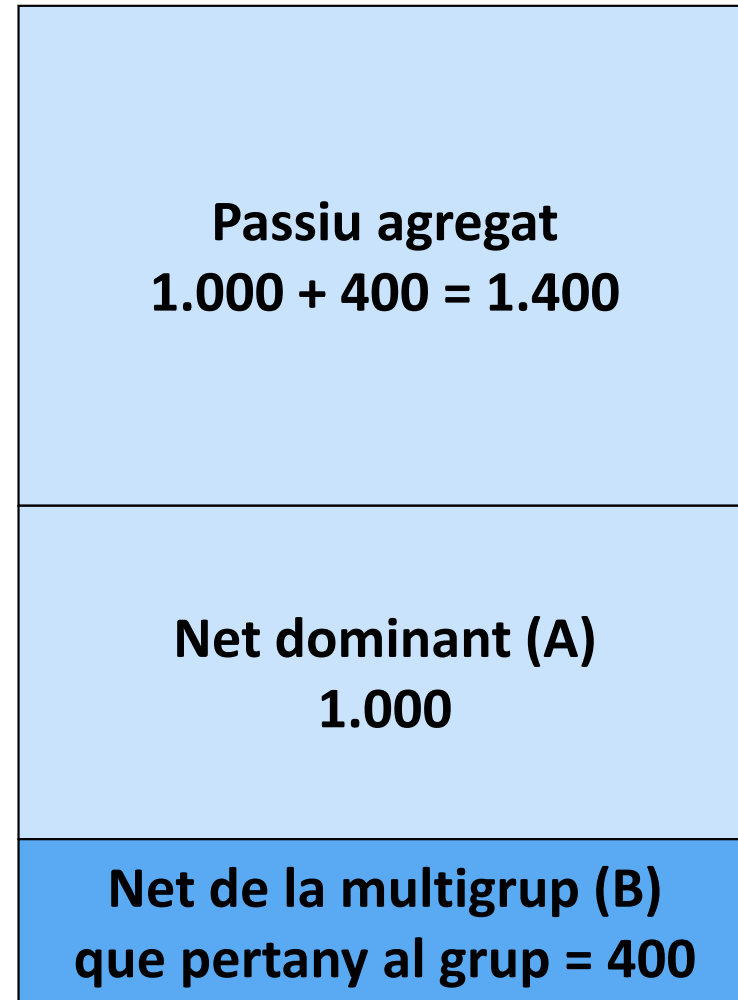 Passiu agregat
1.000 + 400 = 1.400
Net dominant (A)
1.000
Net de la multigrup (B)
que pertany al grup = 400